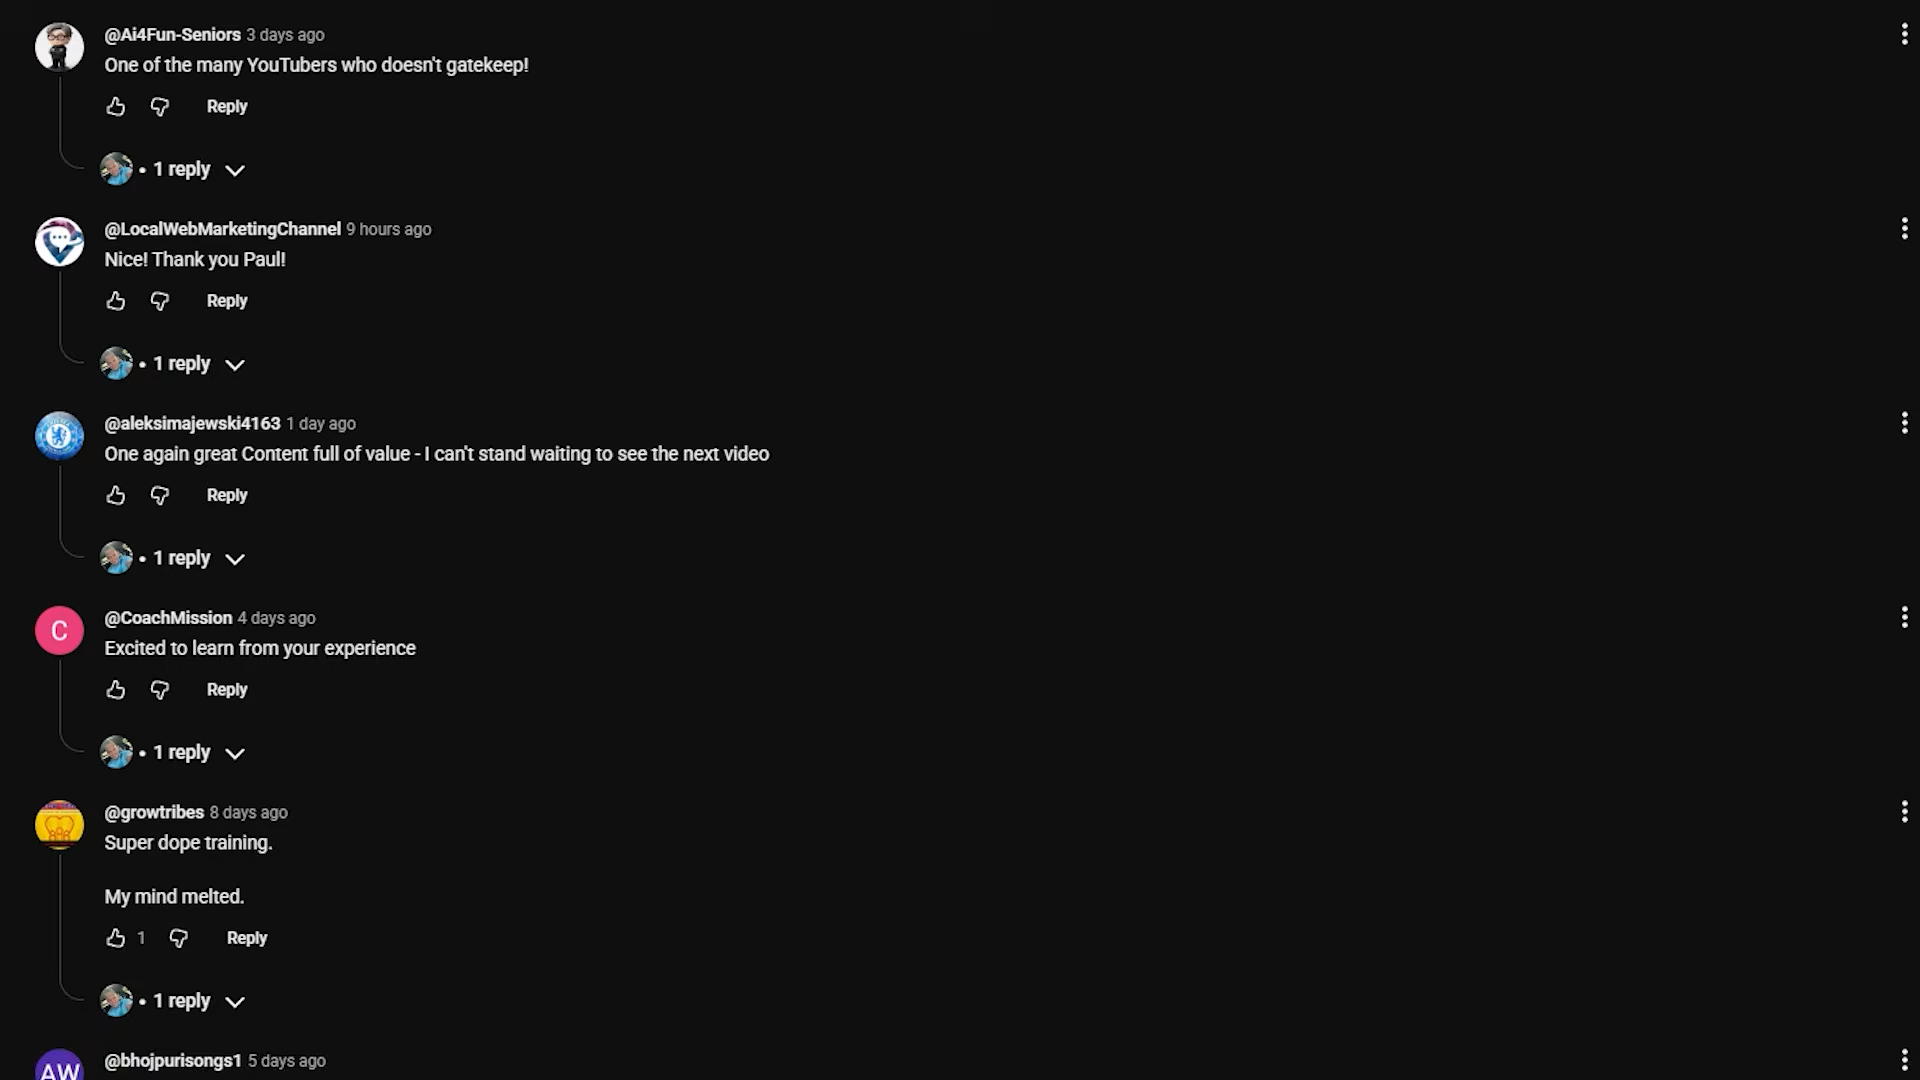 @Ai4Fun-Seniors 3 days ago
One of the many YouTubers who doesn't gatekeep!
Reply
• 1 reply
@LocalWebMarketingChannel 9 hours ago
Nice! Thank you Paul!
Reply
• 1 reply
@aleksimajewski4163 1 day ago
One again great Content full of value - I can't stand waiting to see the next video
Reply
• 1 reply
C
@CoachMission 4 days ago
Excited to learn from your experience
Reply
• 1 reply
@growtribes 8 days ago
Super dope training.
My mind melted.
1 Reply
• 1 reply
AW
@bhojpurisongs1 5 days ago